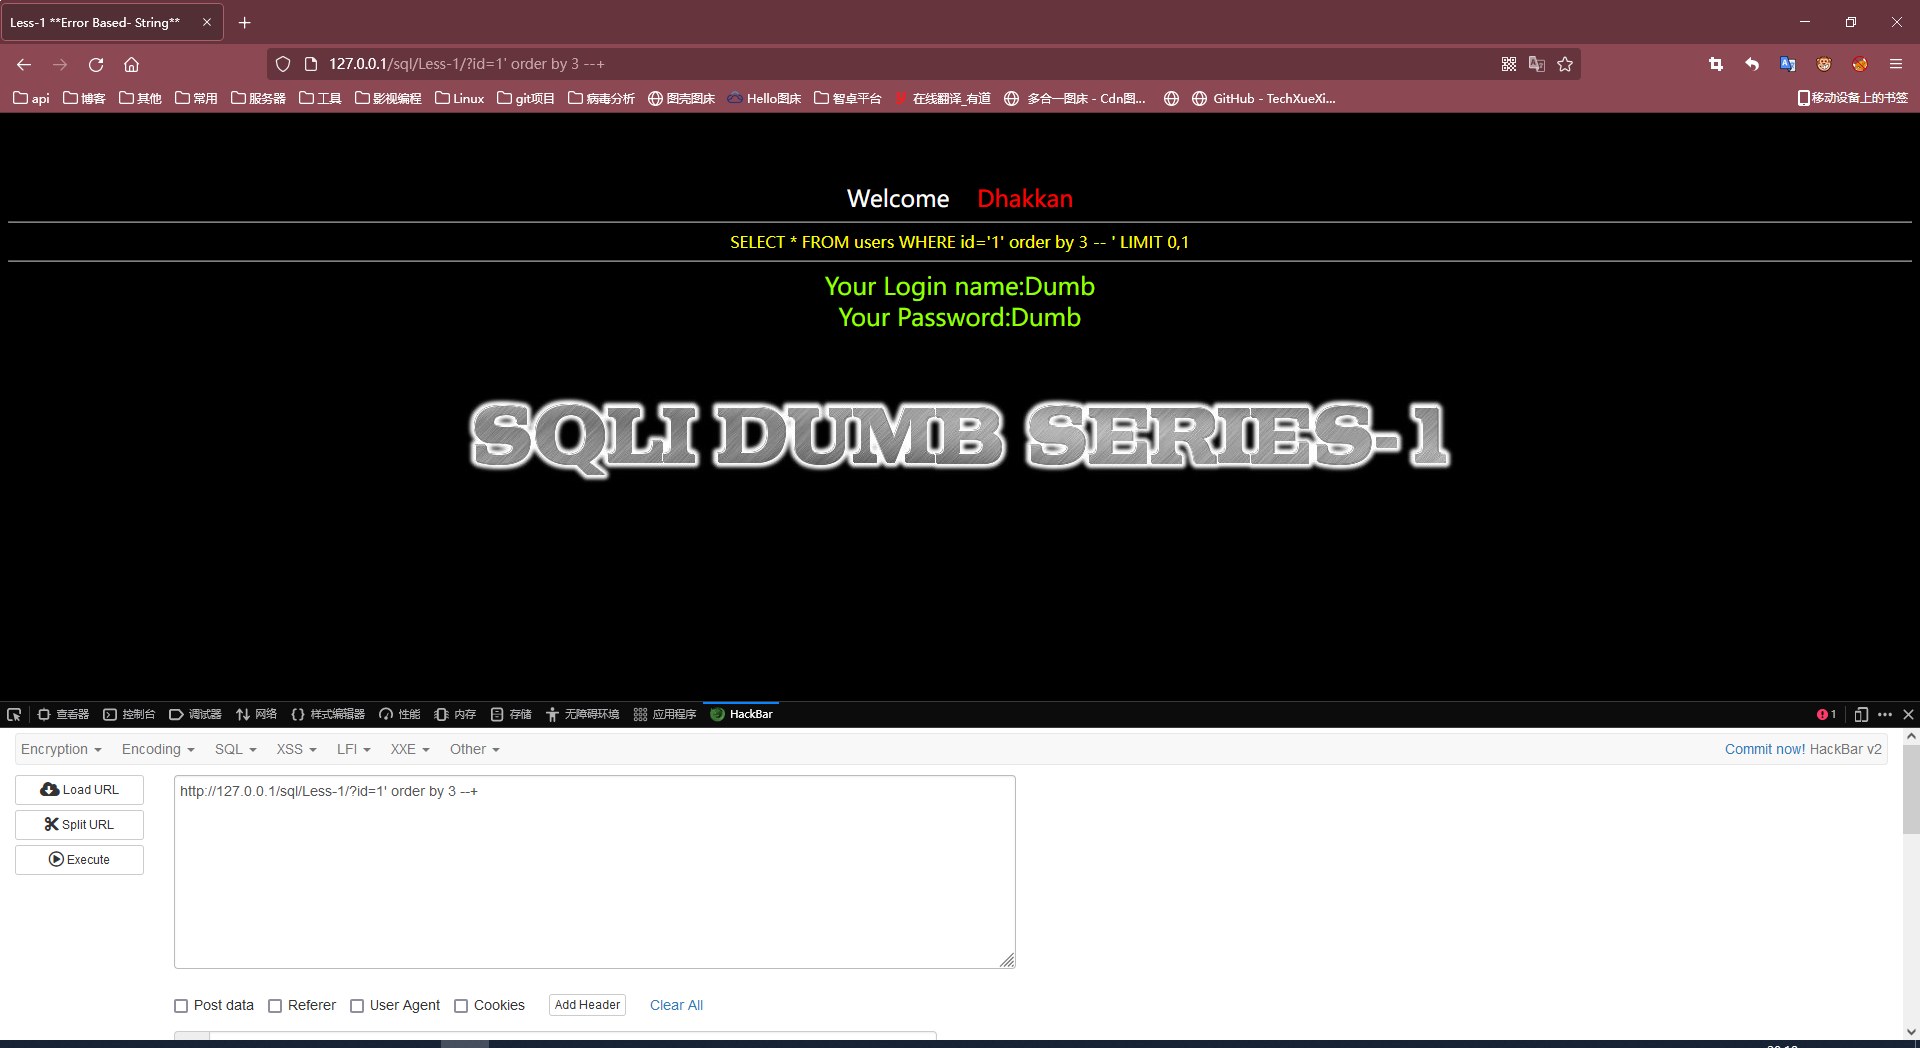 Less-1 **Error Based- String**
127.0.0.1/sql/Less-1/?id=1' order by 3 --+
api 博客 其他 常用 服务器 工具 影视编程 Linux git项目 病毒分析 图壳图床 Hello图床 智卓平台 在线翻译_有道 多合一图床 - Cdn图... GitHub - TechXueXi... 移动设备上的书签
Welcome Dhakkan
SELECT * FROM users WHERE id='1' order by 3 -- ' LIMIT 0,1
Your Login name:Dumb
Your Password:Dumb
SQLI DUMB SERIES-1
查看器 控制台 调试器 网络 样式编辑器 性能 内存 存储 无障碍环境 应用程序 HackBar 1
Encryption Encoding SQL XSS LFI XXE Other Commit now! HackBar v2
Load URL
http://127.0.0.1/sql/Less-1/?id=1' order by 3 --+
Split URL
Execute
Post data Referer User Agent Cookies Add Header Clear All